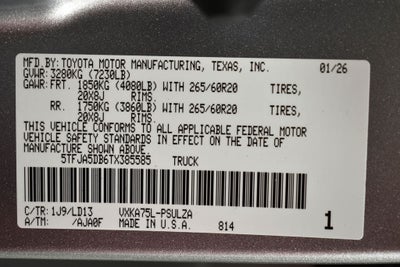 MFD.BY:TOYOTA MOTOR MANUFACTURING, TEXAS, INC. 01/26
GVWR:3280KG (7230LB)
GAWR:FRT. 1850KG (4080LB) WITH 265/60R20 TIRES,
20X8J RIMS,
RR. 1750KG (3860LB) WITH 265/60R20 TIRES,
20X8J RIMS,
THIS VEHICLE CONFORMS TO ALL APPLICABLE FEDERAL MOTOR
VEHICLE SAFETY STANDARDS IN EFFECT ON THE DATE OF
MANUFACTURE SHOWN ABOVE.
5TFJA5DB6TX385585 TRUCK
C/TR:1J9/LD13 VXKA75L-PSULZA
A/TM: /AJA0F MADE IN U.S.A. 814 1